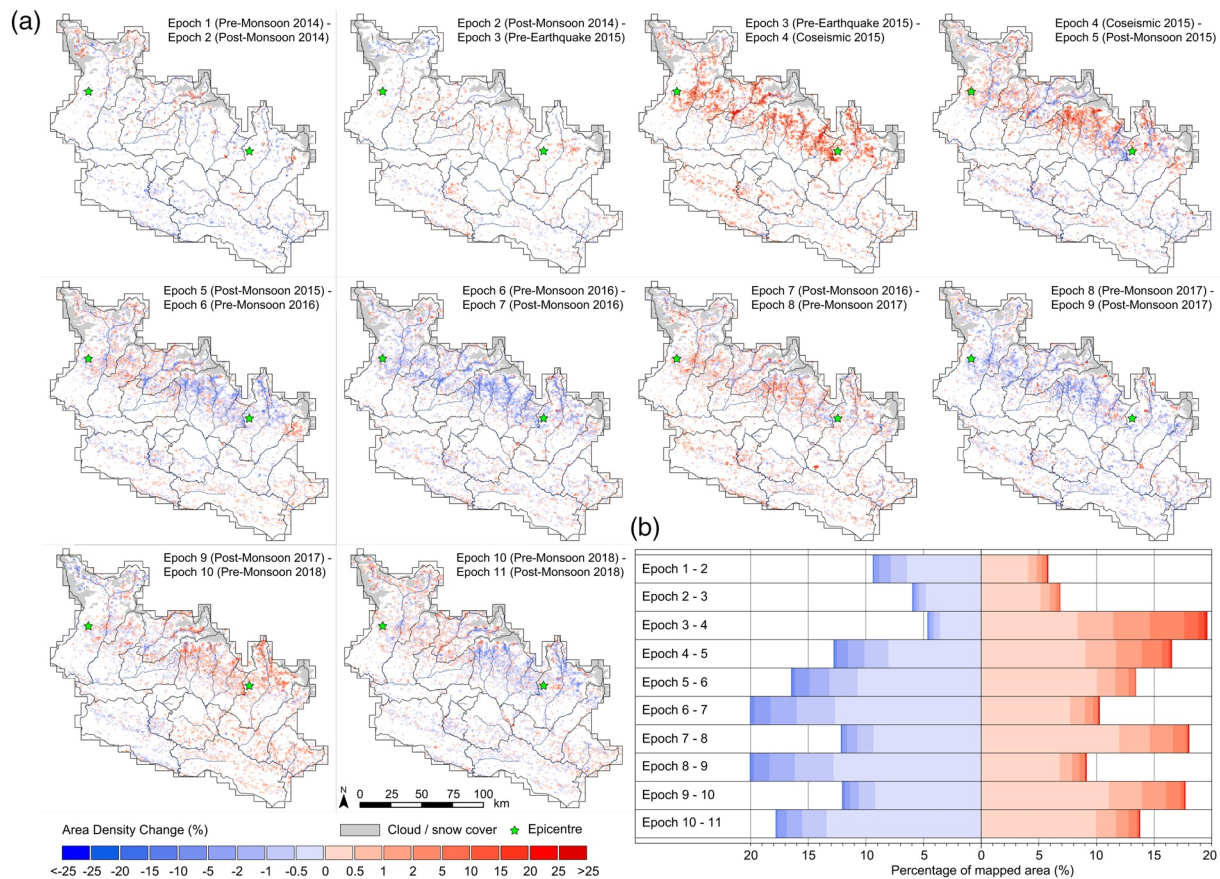 (a)
Epoch 1 (Pre-Monsoon 2014) -
Epoch 2 (Post-Monsoon 2014)
Epoch 2 (Post-Monsoon 2014) -
Epoch 3 (Pre-Earthquake 2015)
Epoch 3 (Pre-Earthquake 2015) -
Epoch 4 (Coseismic 2015)
Epoch 4 (Coseismic 2015) -
Epoch 5 (Post-Monsoon 2015)
Epoch 5 (Post-Monsoon 2015) -
Epoch 6 (Pre-Monsoon 2016)
Epoch 6 (Pre-Monsoon 2016) -
Epoch 7 (Post-Monsoon 2016)
Epoch 7 (Post-Monsoon 2016) -
Epoch 8 (Pre-Monsoon 2017)
Epoch 8 (Pre-Monsoon 2017) -
Epoch 9 (Post-Monsoon 2017)
Epoch 9 (Post-Monsoon 2017) -
Epoch 10 (Pre-Monsoon 2018)
Epoch 10 (Pre-Monsoon 2018) -
Epoch 11 (Post-Monsoon 2018)
N
0 25 50 75 100
km
Area Density Change (%)
Cloud / snow cover
Epicentre
<-25 -25 -20 -15 -10 -5 -2 -1 -0.5 0 0.5 1 2 5 10 15 20 25 >25
(b)
Epoch 1 - 2
Epoch 2 - 3
Epoch 3 - 4
Epoch 4 - 5
Epoch 5 - 6
Epoch 6 - 7
Epoch 7 - 8
Epoch 8 - 9
Epoch 9 - 10
Epoch 10 - 11
20 15 10 5 0 5 10 15 20
Percentage of mapped area (%)